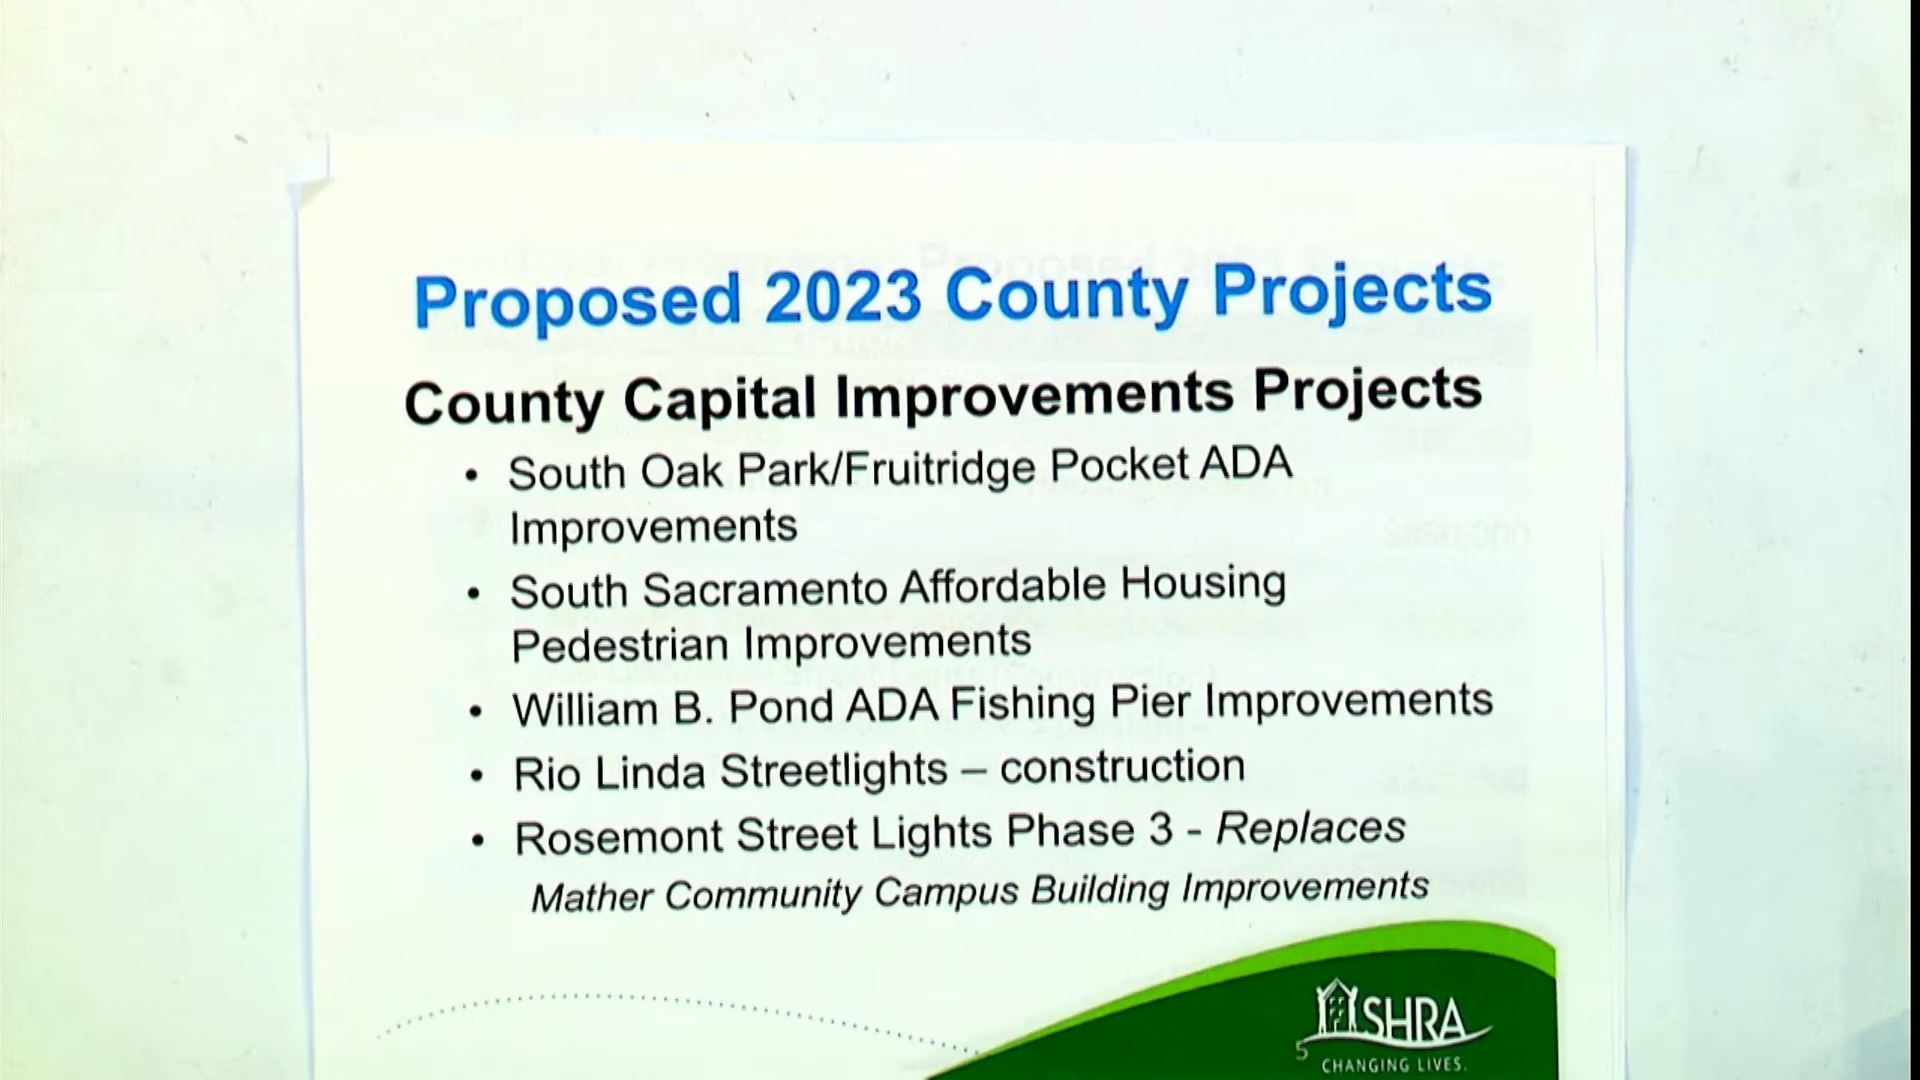 Proposed 2023 County Projects
County Capital Improvements Projects
• South Oak Park/Fruitridge Pocket ADA
Improvements
• South Sacramento Affordable Housing
Pedestrian Improvements
• William B. Pond ADA Fishing Pier Improvements
• Rio Linda Streetlights – construction
• Rosemont Street Lights Phase 3 - Replaces
Mather Community Campus Building Improvements
SHRA
5
CHANGING LIVES.